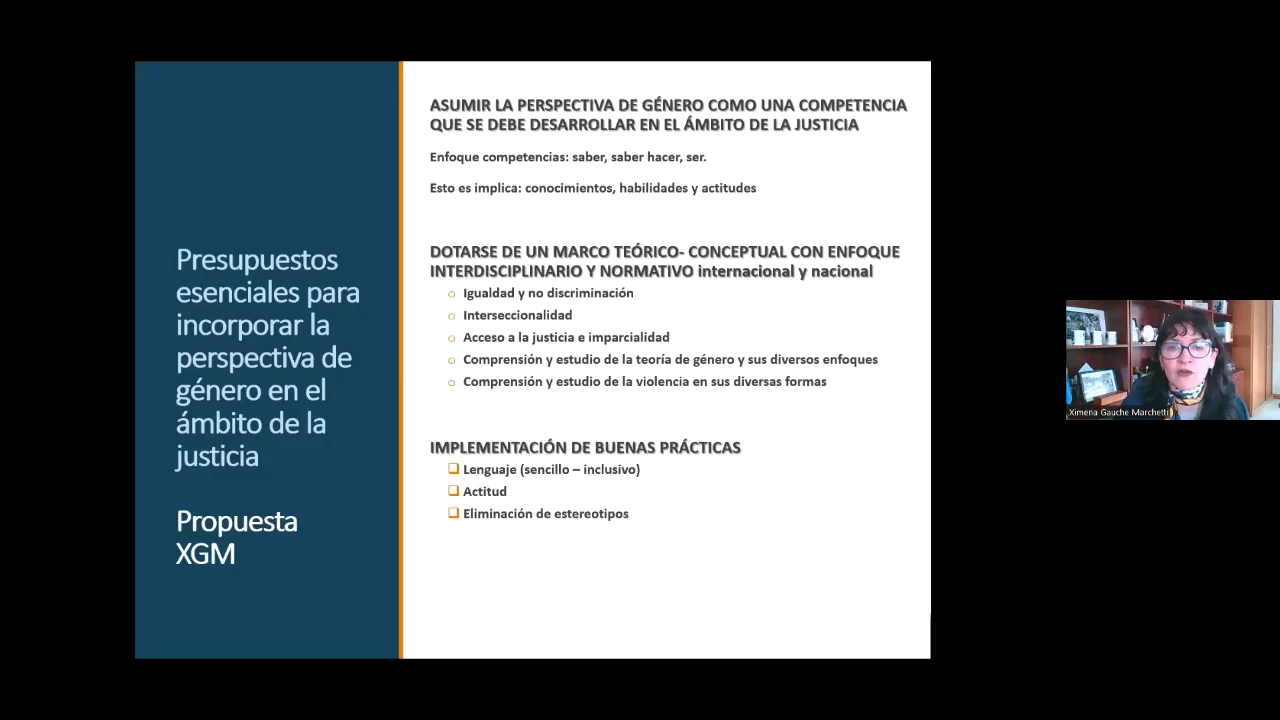 Presupuestos
esenciales para
incorporar la
perspectiva de
género en el
ámbito de la
justicia
Propuesta
XGM
ASUMIR LA PERSPECTIVA DE GÉNERO COMO UNA COMPETENCIA
QUE SE DEBE DESARROLLAR EN EL ÁMBITO DE LA JUSTICIA
Enfoque competencias: saber, saber hacer, ser.
Esto es implica: conocimientos, habilidades y actitudes
DOTARSE DE UN MARCO TEÓRICO- CONCEPTUAL CON ENFOQUE
INTERDISCIPLINARIO Y NORMATIVO internacional y nacional
Igualdad y no discriminación
Interseccionalidad
Acceso a la justicia e imparcialidad
Comprensión y estudio de la teoría de género y sus diversos enfoques
Comprensión y estudio de la violencia en sus diversas formas
IMPLEMENTACIÓN DE BUENAS PRÁCTICAS
Lenguaje (sencillo – inclusivo)
Actitud
Eliminación de estereotipos
Ximena Gauche Marchetti